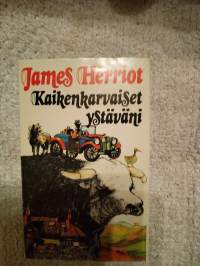 James Herriot
Kaikenkarvaiset
ystäväni